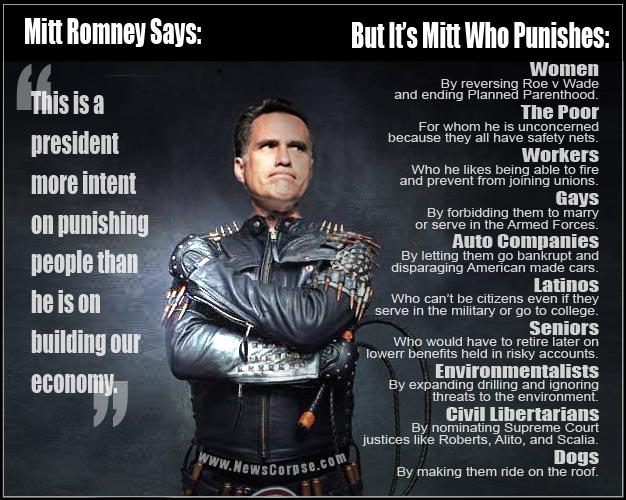 Mitt Romney Says:
“This is a
president
more intent
on punishing
people than
he is on
building our
economy.”
But It's Mitt Who Punishes:
Women
By reversing Roe v Wade
and ending Planned Parenthood.
The Poor
For whom he is unconcerned
because they all have safety nets.
Workers
Who he likes being able to fire
and prevent from joining unions.
Gays
By forbidding them to marry
or serve in the Armed Forces.
Auto Companies
By letting them go bankrupt and
disparaging American made cars.
Latinos
Who can't be citizens even if they
serve in the military or go to college.
Seniors
Who would have to retire later on
lowerr benefits held in risky accounts.
Environmentalists
By expanding drilling and ignoring
threats to the environment.
Civil Libertarians
By nominating Supreme Court
justices like Roberts, Alito, and Scalia.
Dogs
By making them ride on the roof.
www.NewsCorpse.com